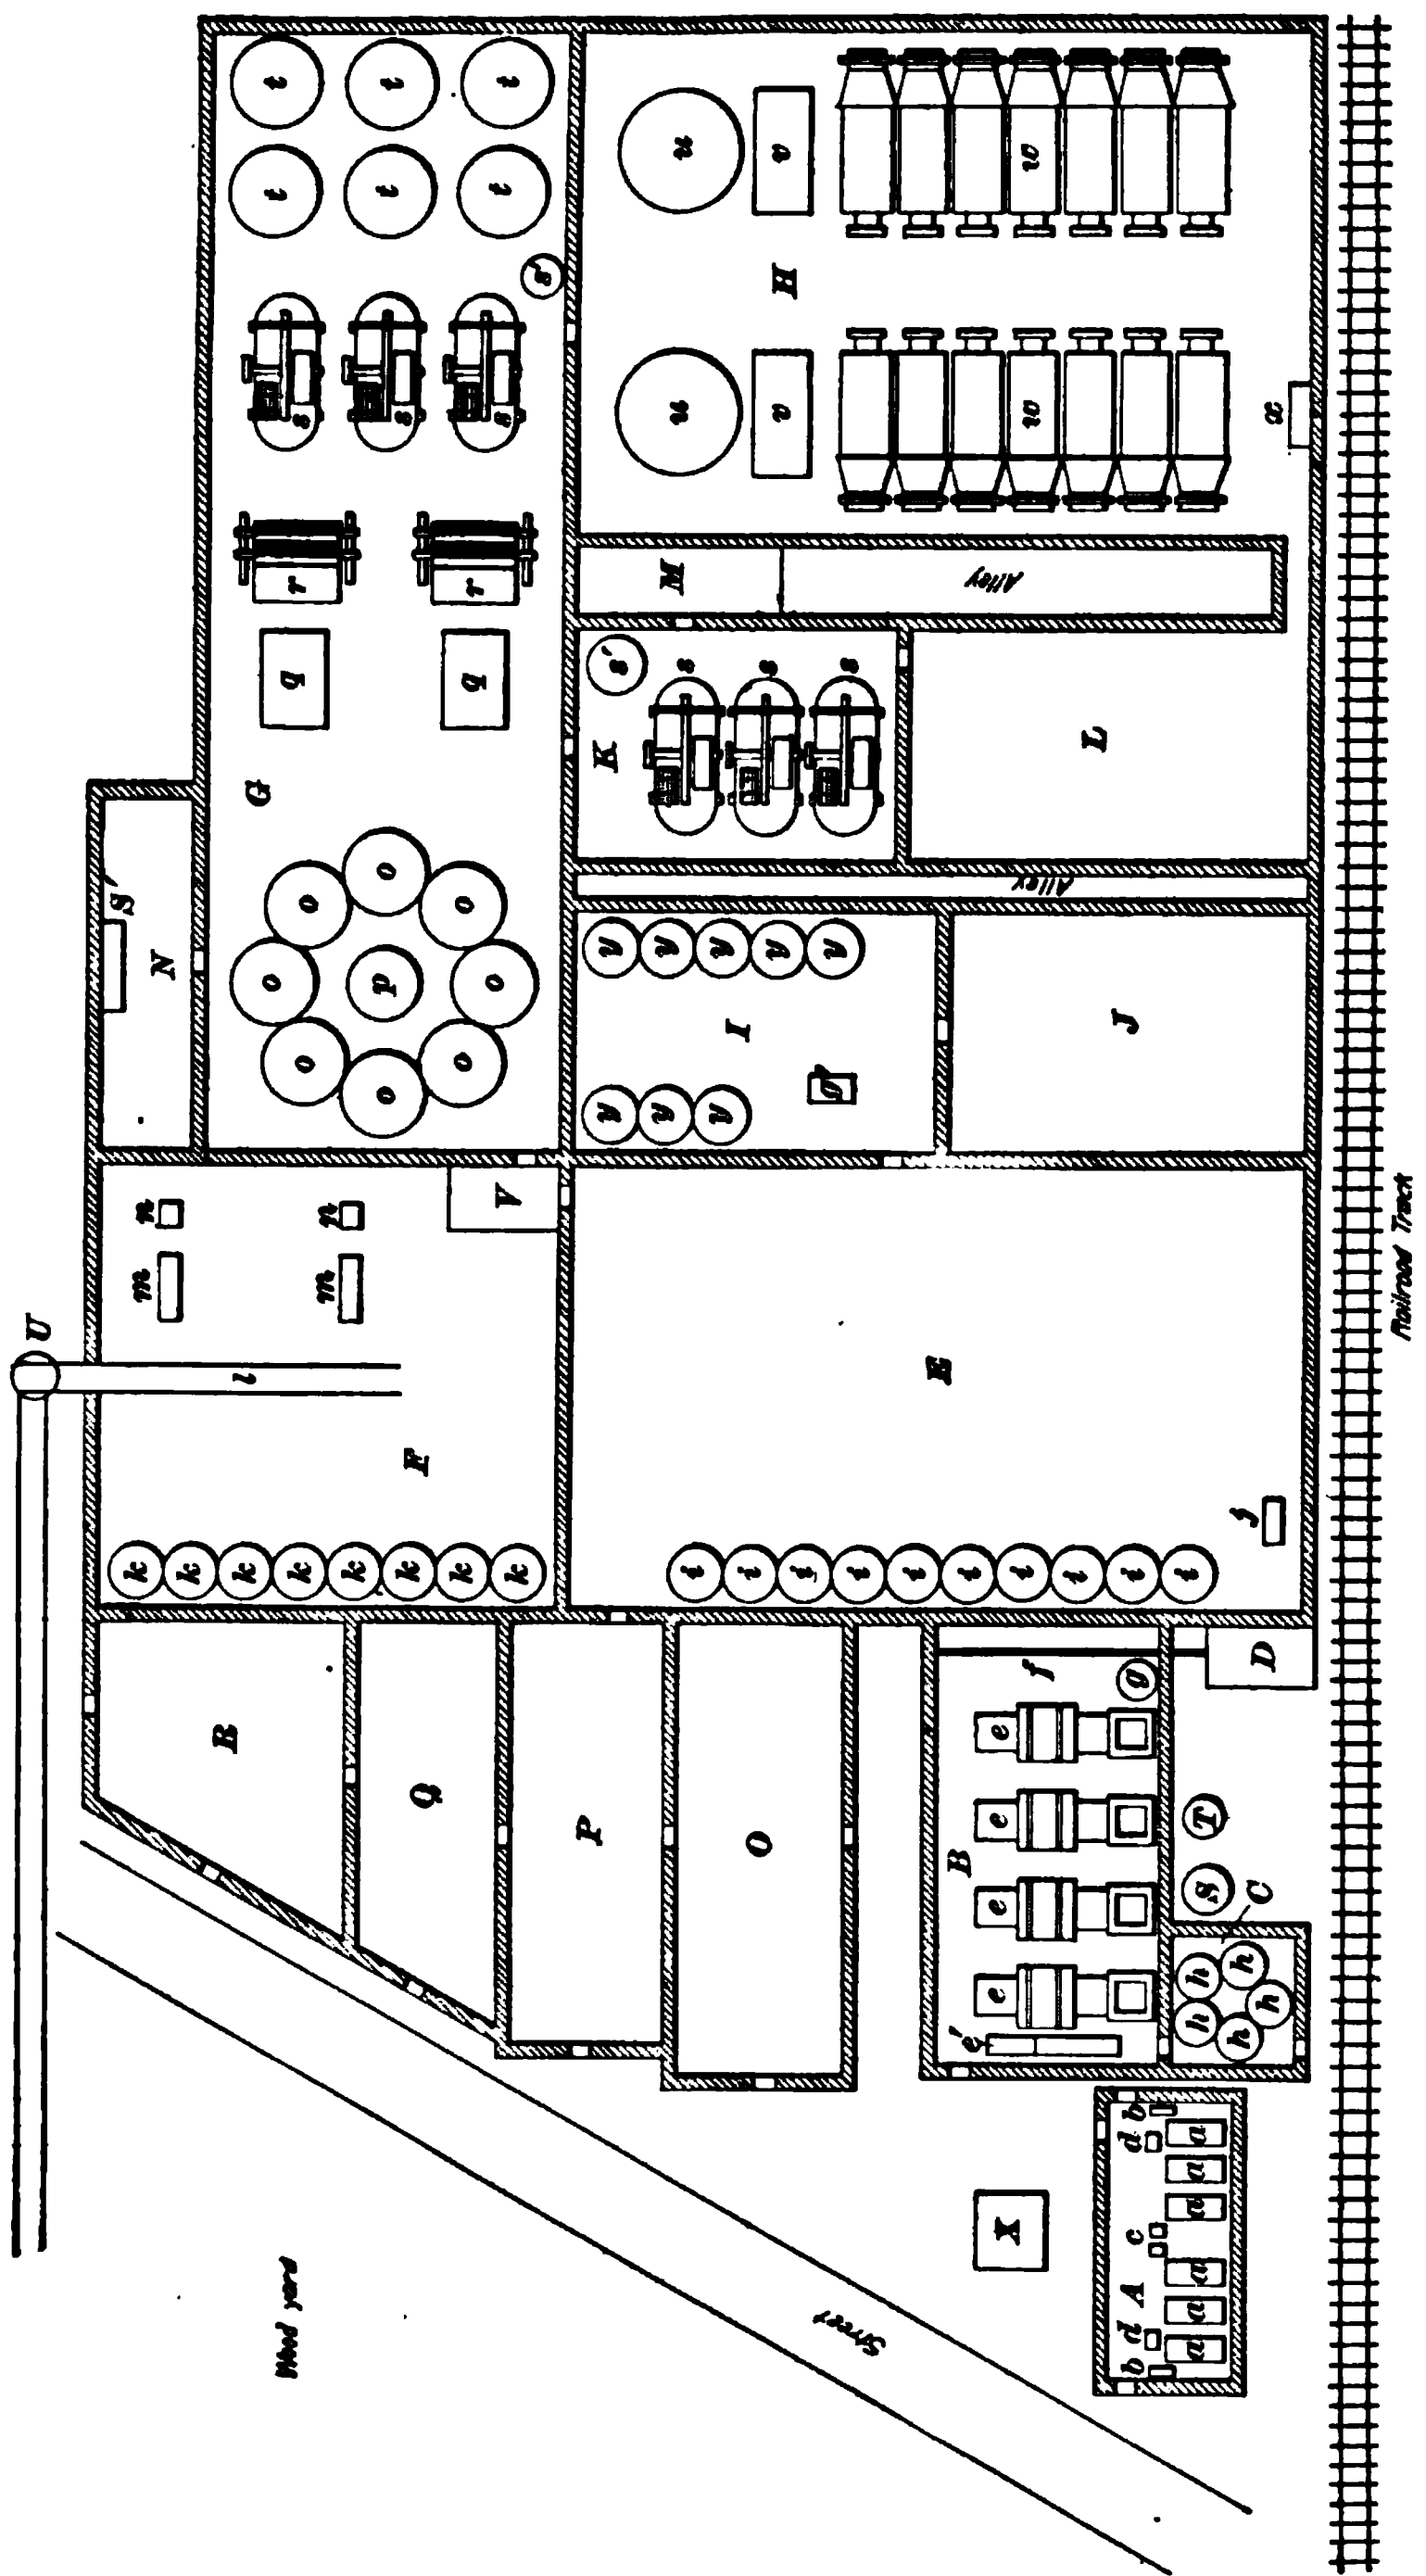 Wood yard
U
l
Street
R
Q
P
O
k
k
k
k
k
k
k
k
F
m
n
m
n
V
N
S'
G
o
o
o
o
o
o
o
o
p
q
q
r
r
s
s
s
s'
t
t
t
t
t
t
X
A
a
a
a
a
a
a
b
d
c
d
b
B
e'
e
e
e
e
f
g
C
h
h
h
h
h
S
T
D
E
i
i
i
i
i
i
i
i
i
i
j
I
y
y
y
y
y
y
y
y
g'
J
Alley
K
s'
s
s
s
L
M
Alley
H
u
u
v
v
w
w
x
Railroad Track